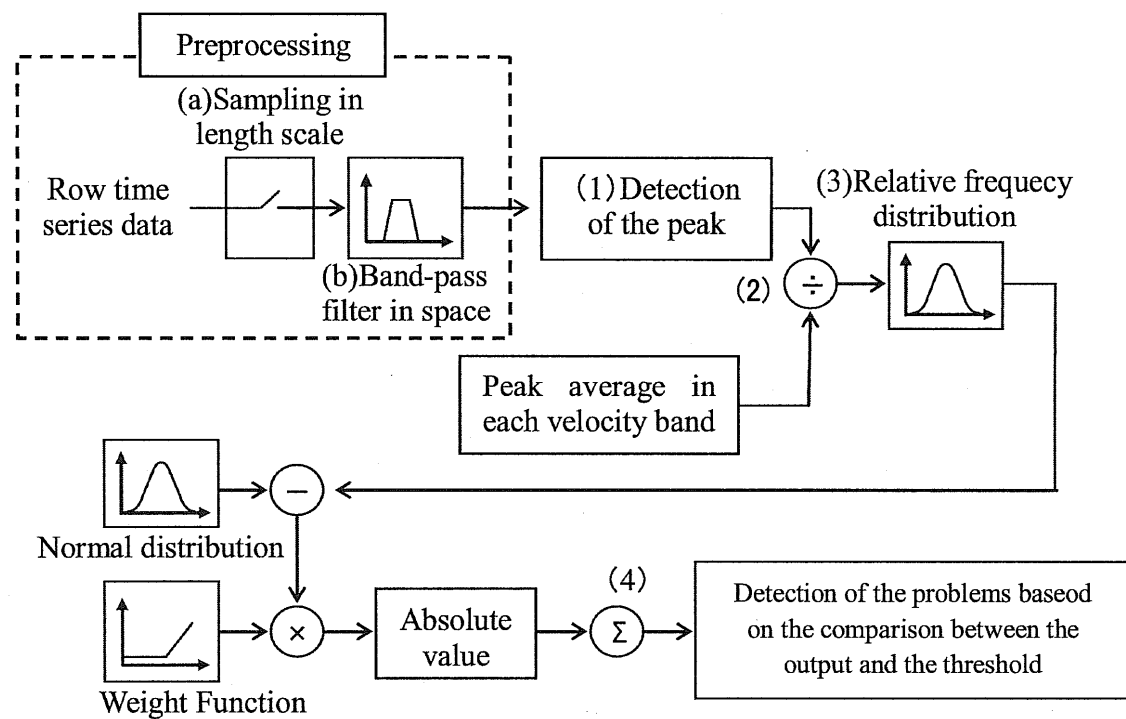 Preprocessing
(a)Sampling in
length scale
Row time
series data
(b)Band-pass
filter in space
(1)Detection
of the peak
(2)
÷
(3)Relative frequecy
distribution
Peak average in
each velocity band
Normal distribution
−
Weight Function
×
Absolute
value
(4)
Σ
Detection of the problems baseod
on the comparison between the
output and the threshold